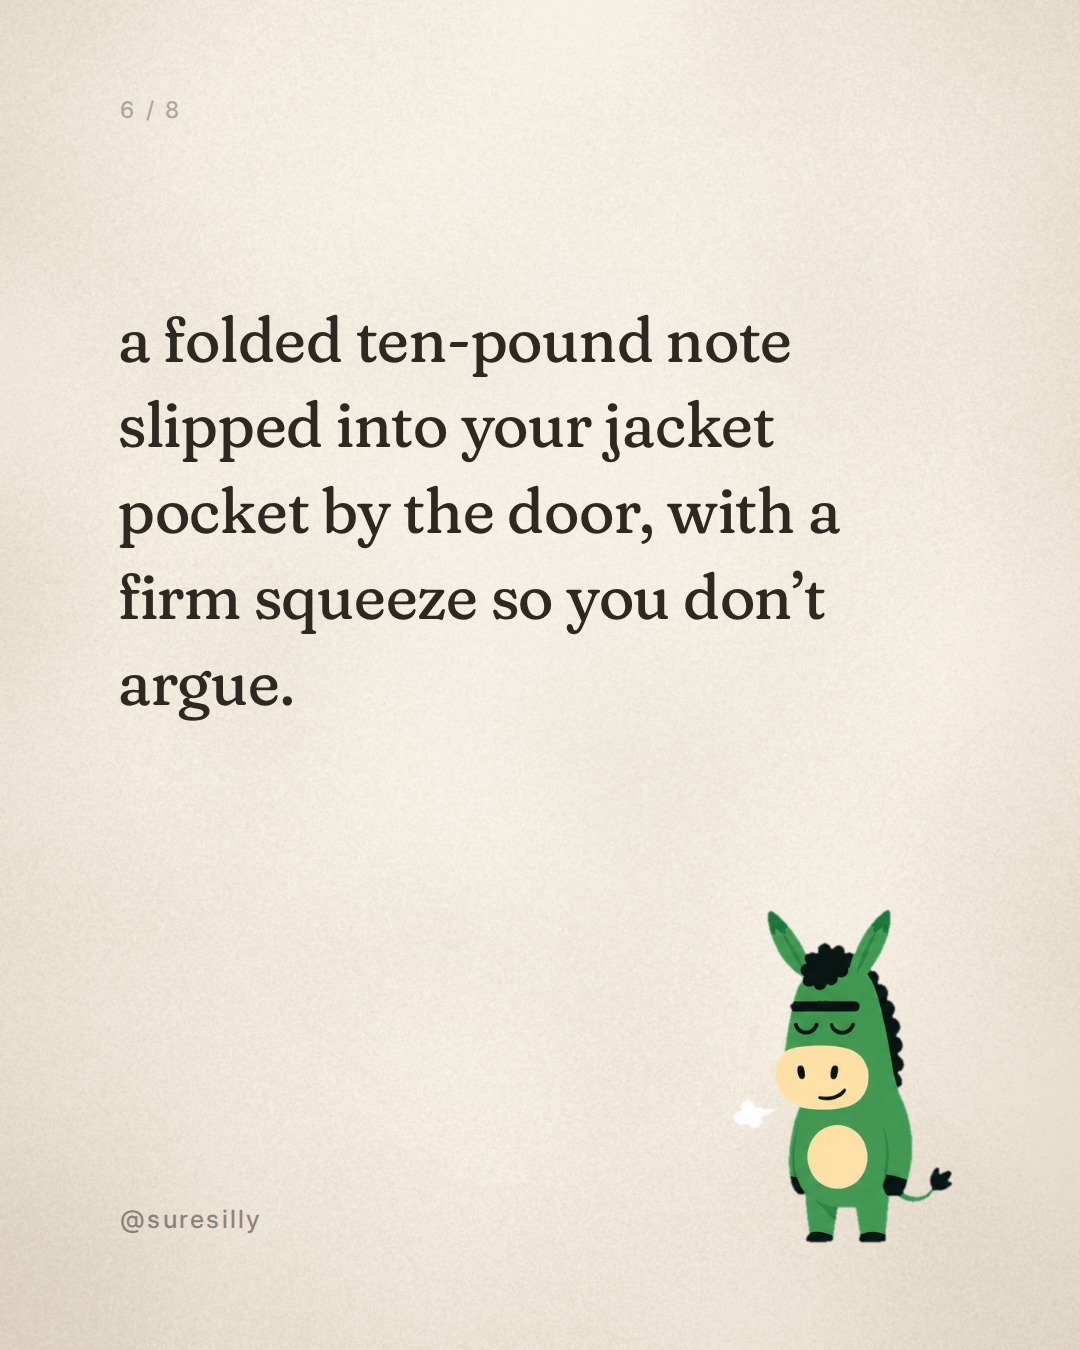 6 / 8
a folded ten-pound note
slipped into your jacket
pocket by the door, with a
firm squeeze so you don’t
argue.
@suresilly